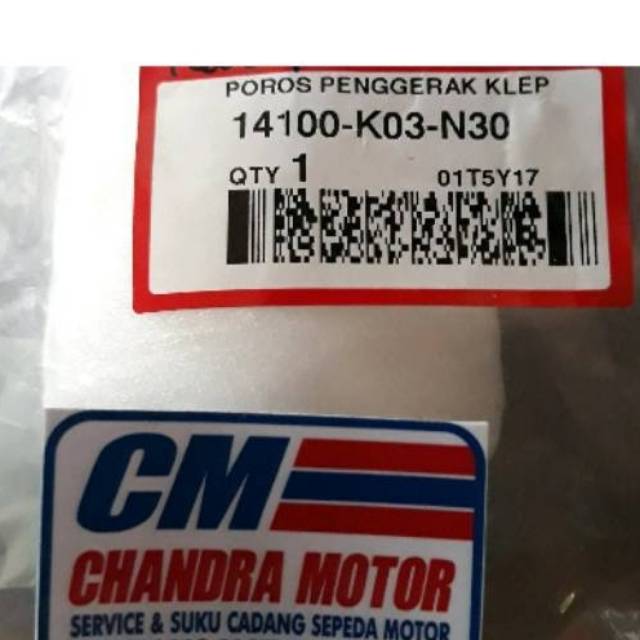 POROS PENGGERAK KLEP
14100-K03-N30
QTY 1 01T5Y17
CM
CHANDRA MOTOR
SERVICE & SUKU CADANG SEPEDA MOTOR